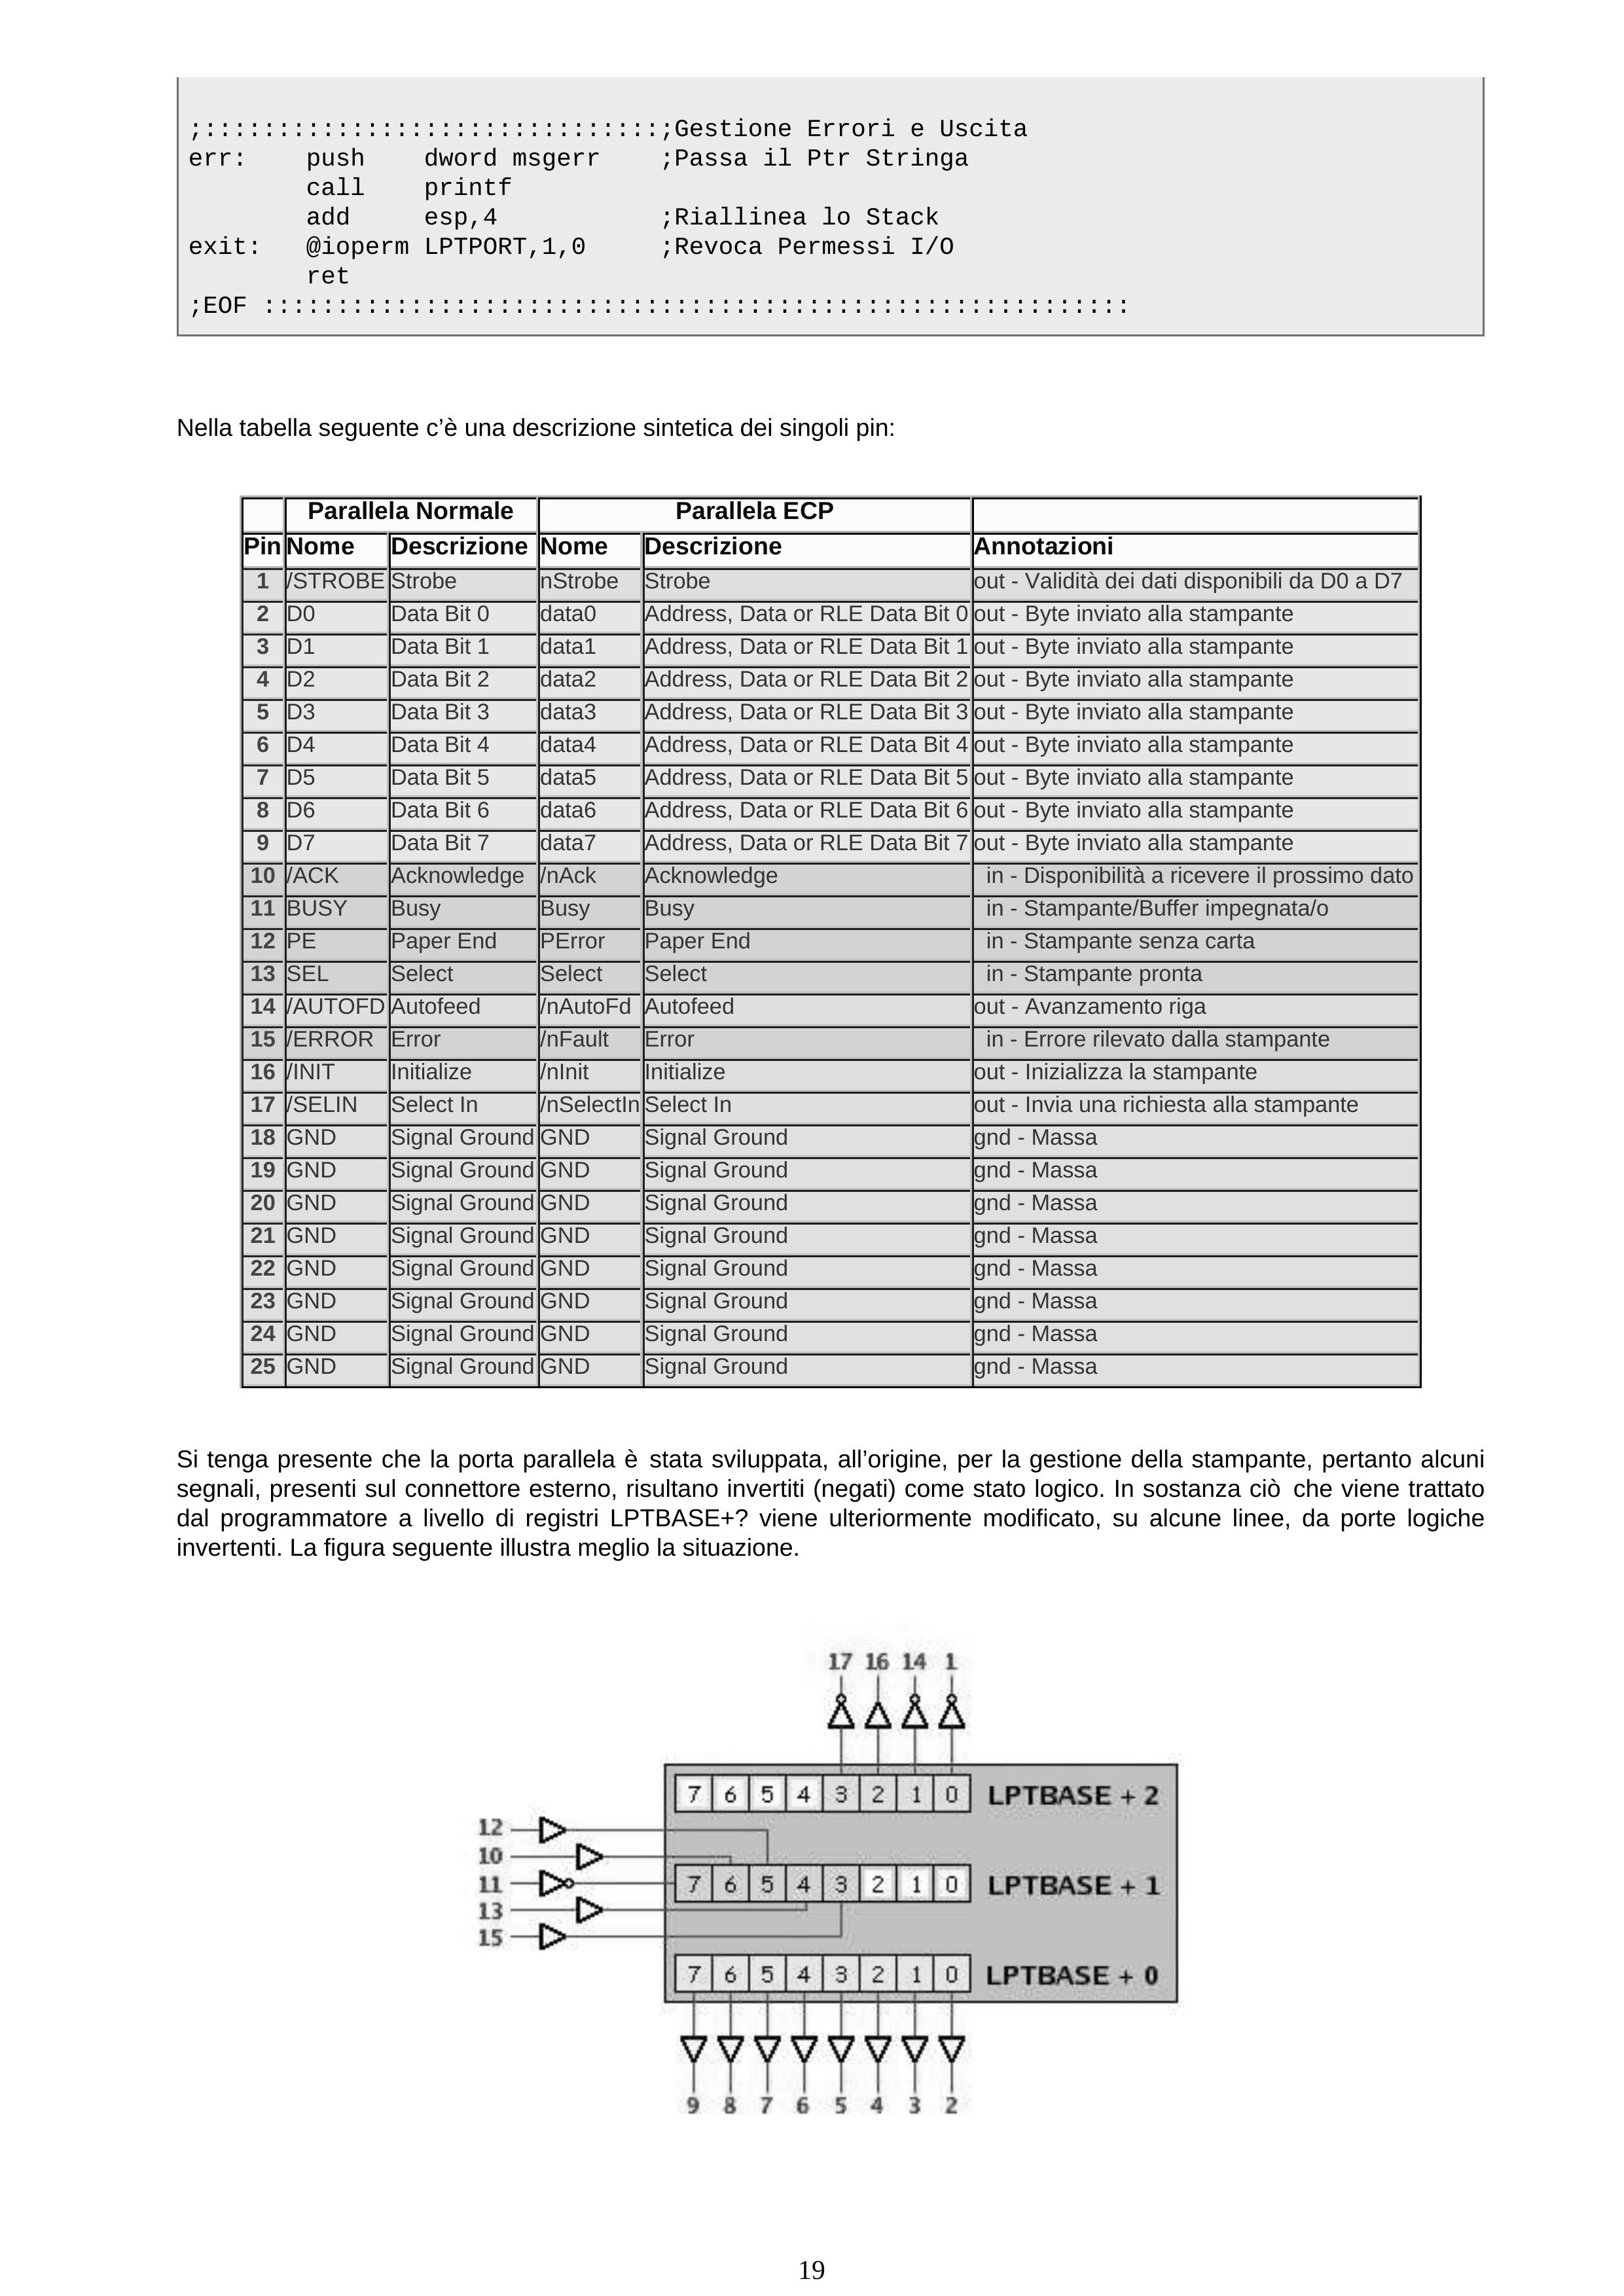 ;:::::::::::::::::::::::::::::::;Gestione Errori e Uscita
err:    push    dword msgerr    ;Passa il Ptr Stringa
        call    printf
        add     esp,4           ;Riallinea lo Stack
exit:   @ioperm LPTPORT,1,0     ;Revoca Permessi I/O
        ret
;EOF :::::::::::::::::::::::::::::::::::::::::::::::::::::::::::
Nella tabella seguente c’è una descrizione sintetica dei singoli pin:
Parallela Normale Parallela ECP
Pin Nome Descrizione Nome Descrizione Annotazioni
1 /STROBE Strobe nStrobe Strobe out - Validità dei dati disponibili da D0 a D7
2 D0 Data Bit 0 data0 Address, Data or RLE Data Bit 0 out - Byte inviato alla stampante
3 D1 Data Bit 1 data1 Address, Data or RLE Data Bit 1 out - Byte inviato alla stampante
4 D2 Data Bit 2 data2 Address, Data or RLE Data Bit 2 out - Byte inviato alla stampante
5 D3 Data Bit 3 data3 Address, Data or RLE Data Bit 3 out - Byte inviato alla stampante
6 D4 Data Bit 4 data4 Address, Data or RLE Data Bit 4 out - Byte inviato alla stampante
7 D5 Data Bit 5 data5 Address, Data or RLE Data Bit 5 out - Byte inviato alla stampante
8 D6 Data Bit 6 data6 Address, Data or RLE Data Bit 6 out - Byte inviato alla stampante
9 D7 Data Bit 7 data7 Address, Data or RLE Data Bit 7 out - Byte inviato alla stampante
10 /ACK Acknowledge /nAck Acknowledge in - Disponibilità a ricevere il prossimo dato
11 BUSY Busy Busy Busy in - Stampante/Buffer impegnata/o
12 PE Paper End PError Paper End in - Stampante senza carta
13 SEL Select Select Select in - Stampante pronta
14 /AUTOFD Autofeed /nAutoFd Autofeed out - Avanzamento riga
15 /ERROR Error /nFault Error in - Errore rilevato dalla stampante
16 /INIT Initialize /nInit Initialize out - Inizializza la stampante
17 /SELIN Select In /nSelectIn Select In out - Invia una richiesta alla stampante
18 GND Signal Ground GND Signal Ground gnd - Massa
19 GND Signal Ground GND Signal Ground gnd - Massa
20 GND Signal Ground GND Signal Ground gnd - Massa
21 GND Signal Ground GND Signal Ground gnd - Massa
22 GND Signal Ground GND Signal Ground gnd - Massa
23 GND Signal Ground GND Signal Ground gnd - Massa
24 GND Signal Ground GND Signal Ground gnd - Massa
25 GND Signal Ground GND Signal Ground gnd - Massa
Si tenga presente che la porta parallela è stata sviluppata, all’origine, per la gestione della stampante, pertanto alcuni
segnali, presenti sul connettore esterno, risultano invertiti (negati) come stato logico. In sostanza ciò che viene trattato
dal programmatore a livello di registri LPTBASE+? viene ulteriormente modificato, su alcune linee, da porte logiche
invertenti. La figura seguente illustra meglio la situazione.
17 16 14 1
7 6 5 4 3 2 1 0 LPTBASE + 2
12
10
11 7 6 5 4 3 2 1 0 LPTBASE + 1
13
15
7 6 5 4 3 2 1 0 LPTBASE + 0
9 8 7 6 5 4 3 2
19